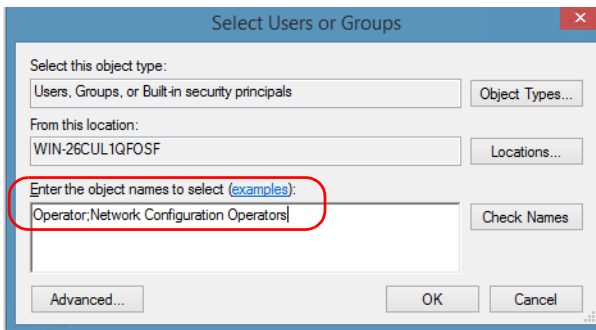 Select Users or Groups
Select this object type:
Users, Groups, or Built-in security principals
Object Types...
From this location:
WIN-26CUL1QFOSF
Locations...
Enter the object names to select (examples):
Operator;Network Configuration Operators
Check Names
Advanced...
OK
Cancel